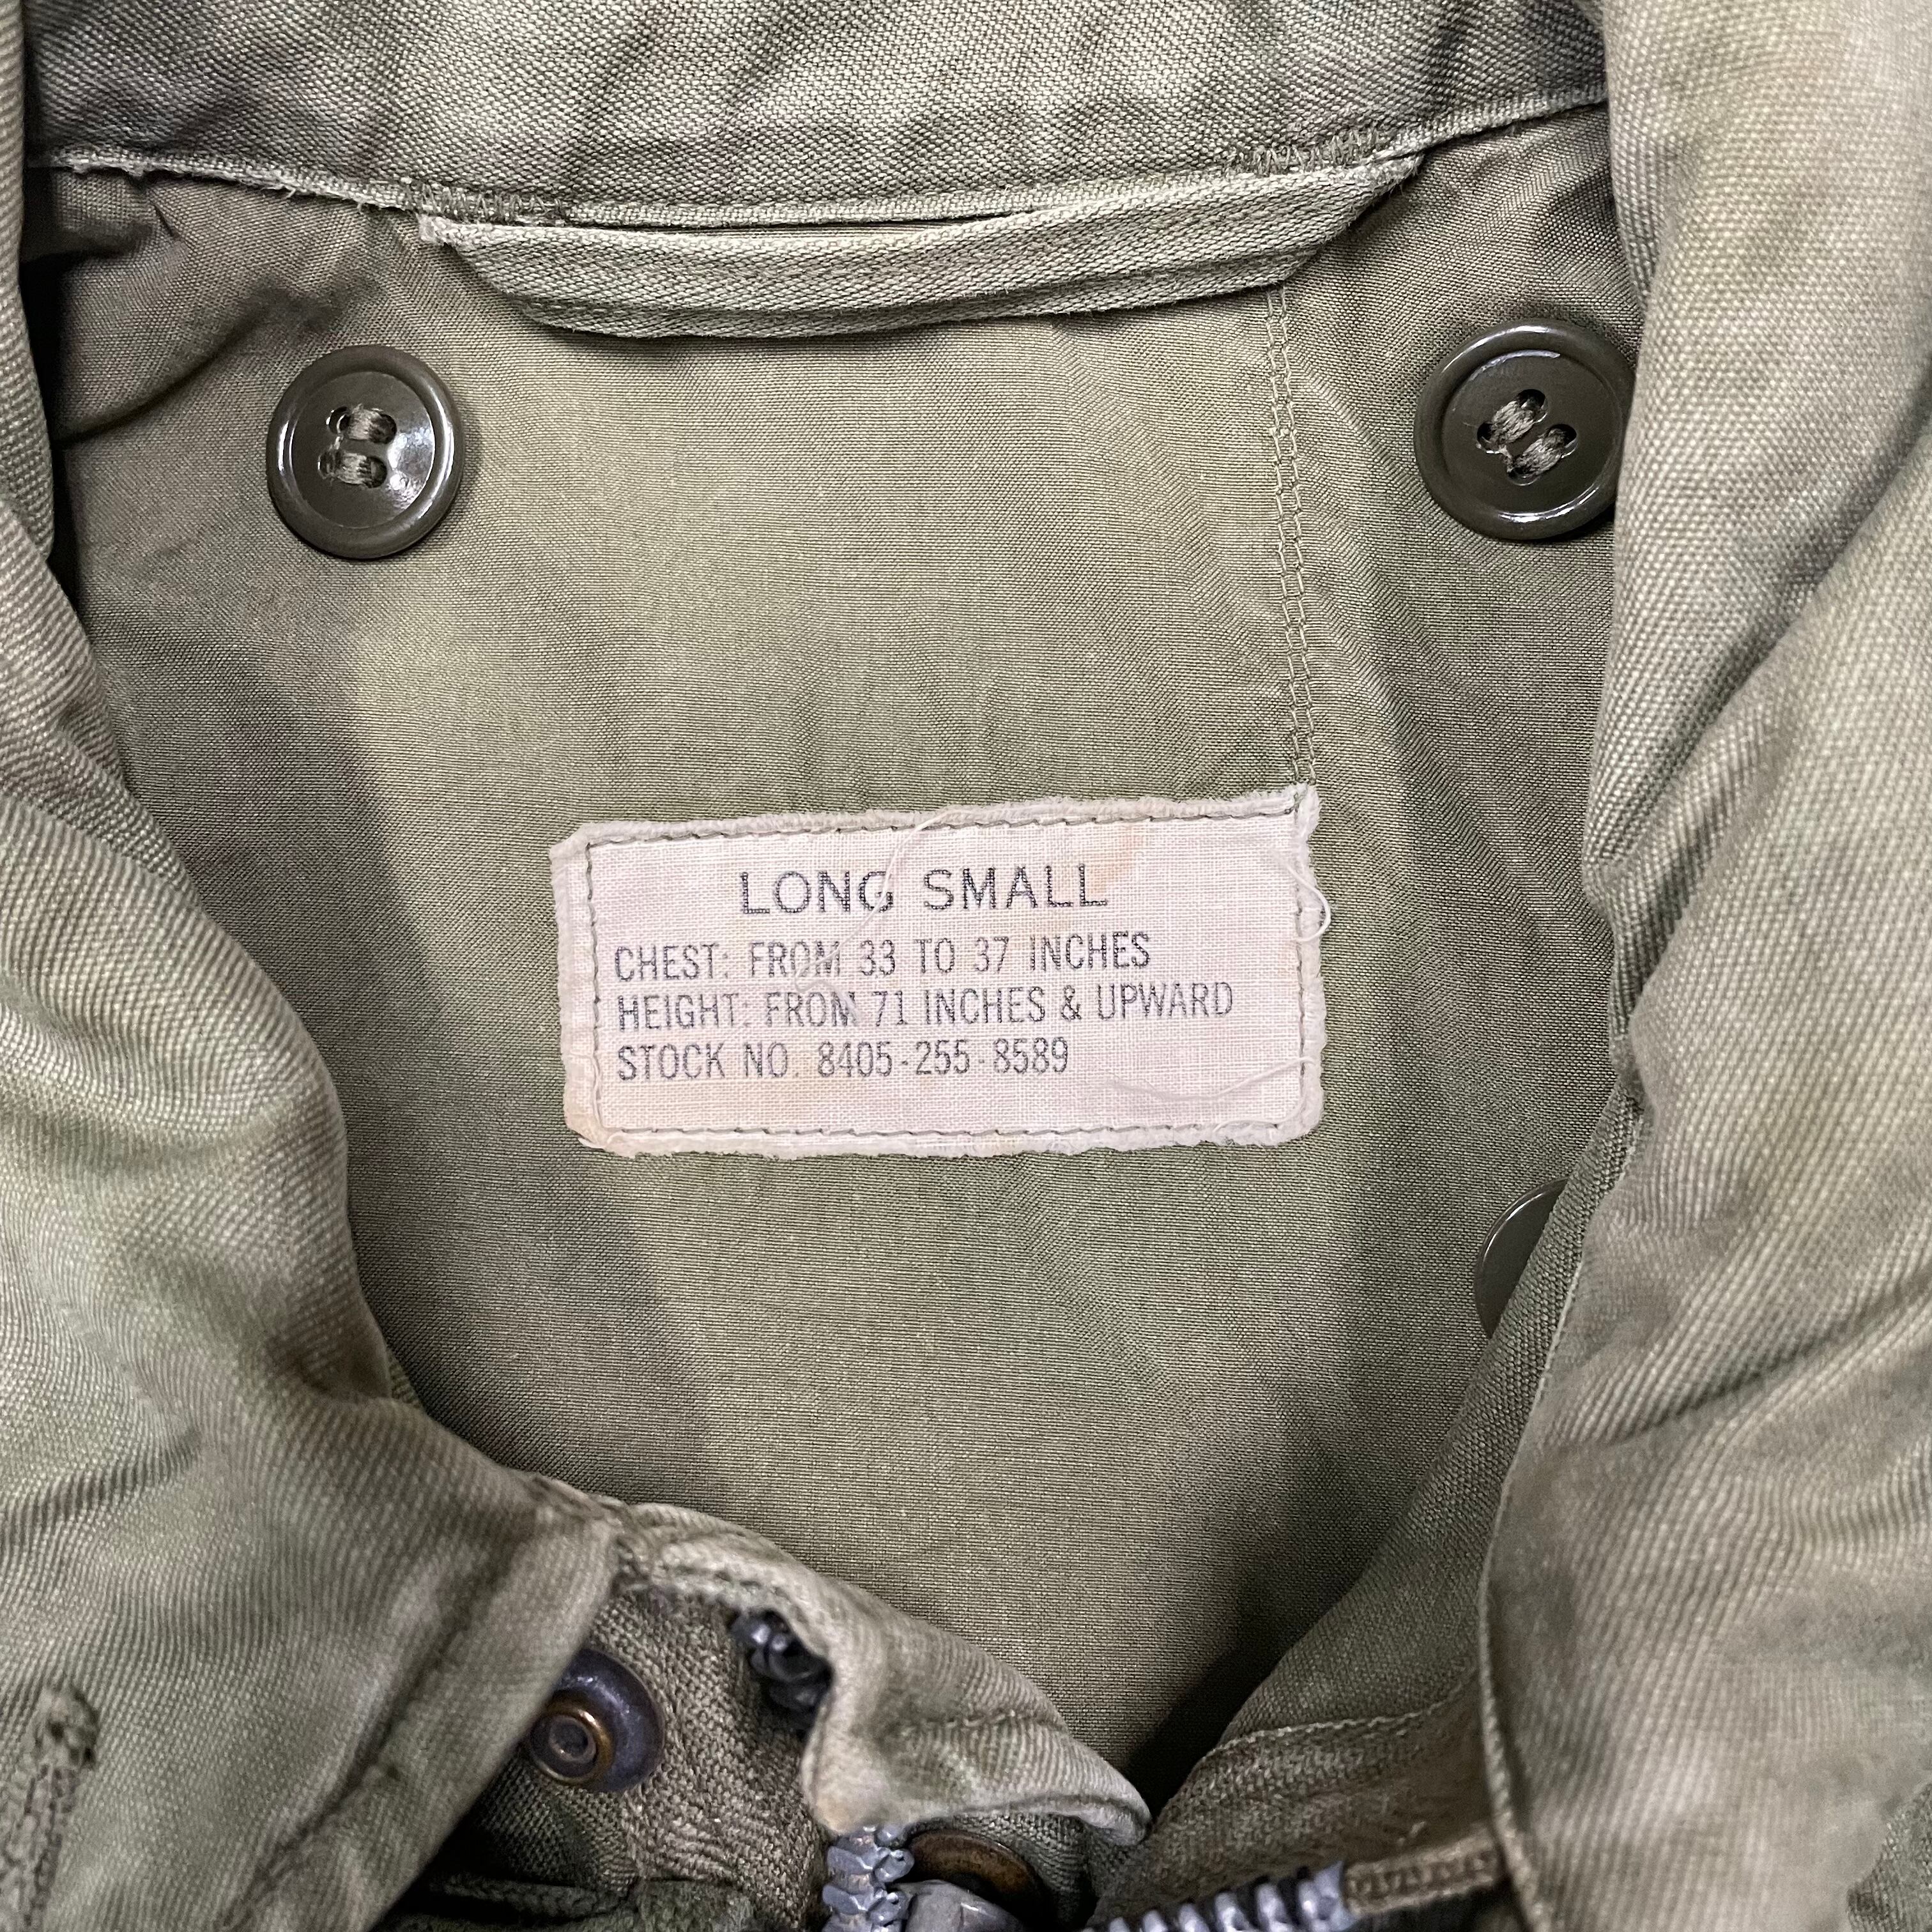 LONG SMALL
CHEST: FROM 33 TO 37 INCHES
HEIGHT: FROM 71 INCHES & UPWARD
STOCK NO. 8405-255-8589